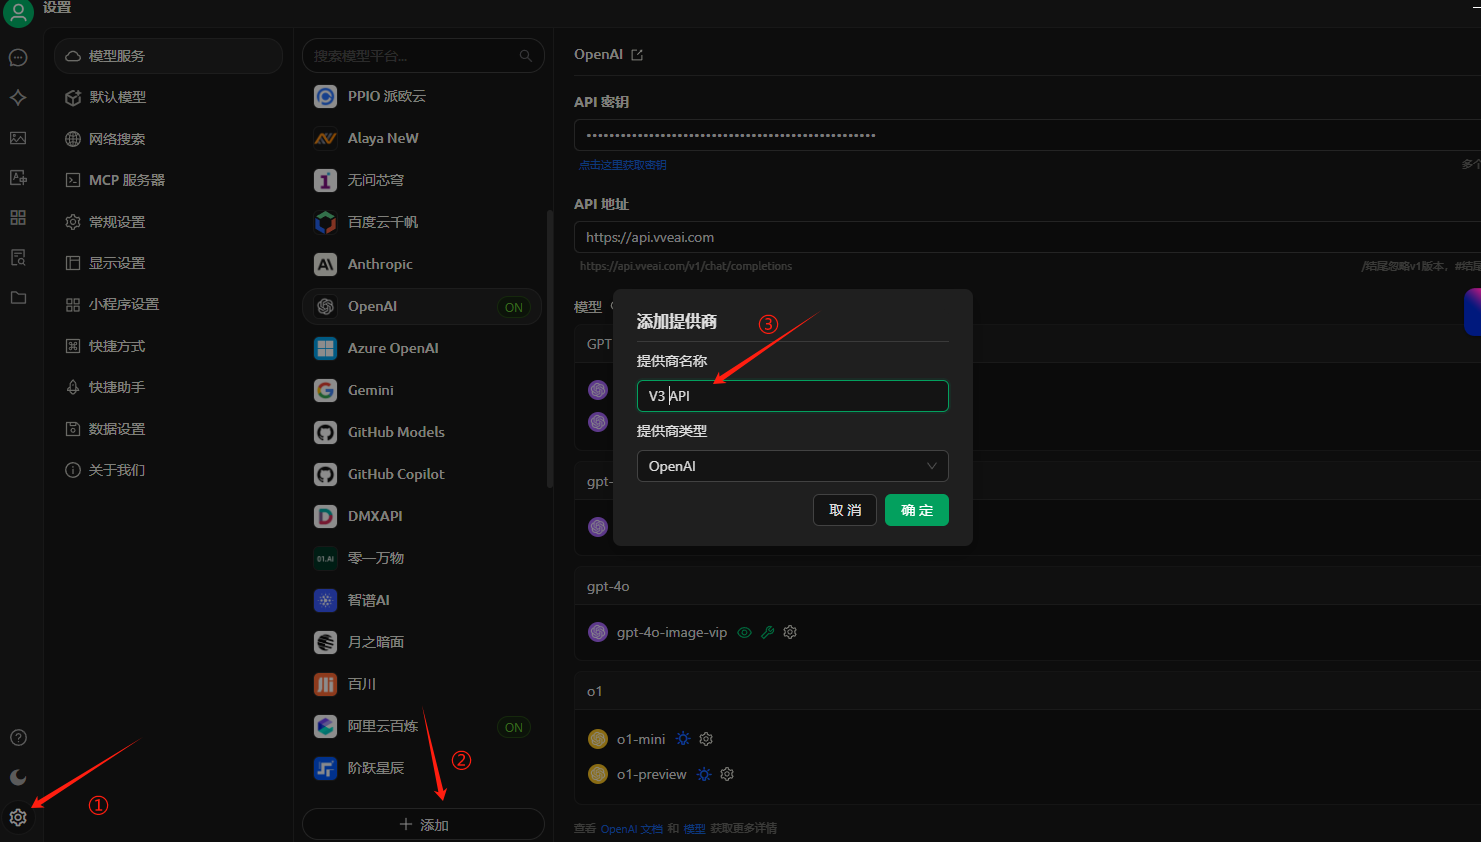 设置
模型服务
默认模型
网络搜索
MCP 服务器
常规设置
显示设置
小程序设置
快捷方式
快捷助手
数据设置
关于我们
①
搜索模型平台...
PPIO 派欧云
Alaya NeW
无问芯穹
百度云千帆
Anthropic
OpenAI ON
Azure OpenAI
Gemini
GitHub Models
GitHub Copilot
DMXAPI
01.AI 零一万物
智谱AI
月之暗面
百川
阿里云百炼 ON
阶跃星辰
②
添加
OpenAI
API 密钥
••••••••••••••••••••••••••••••••••••••••••••••••••
点击这里获取密钥
多个
API 地址
https://api.vveai.com
https://api.vveai.com/v1/chat/completions
/结尾忽略v1版本，#结尾
模型
GPT
添加提供商
③
提供商名称
V3 API
提供商类型
OpenAI
取 消
确 定
gpt-
gpt-4o
gpt-4o-image-vip
o1
o1-mini
o1-preview
查看 OpenAI 文档 和 模型 获取更多详情